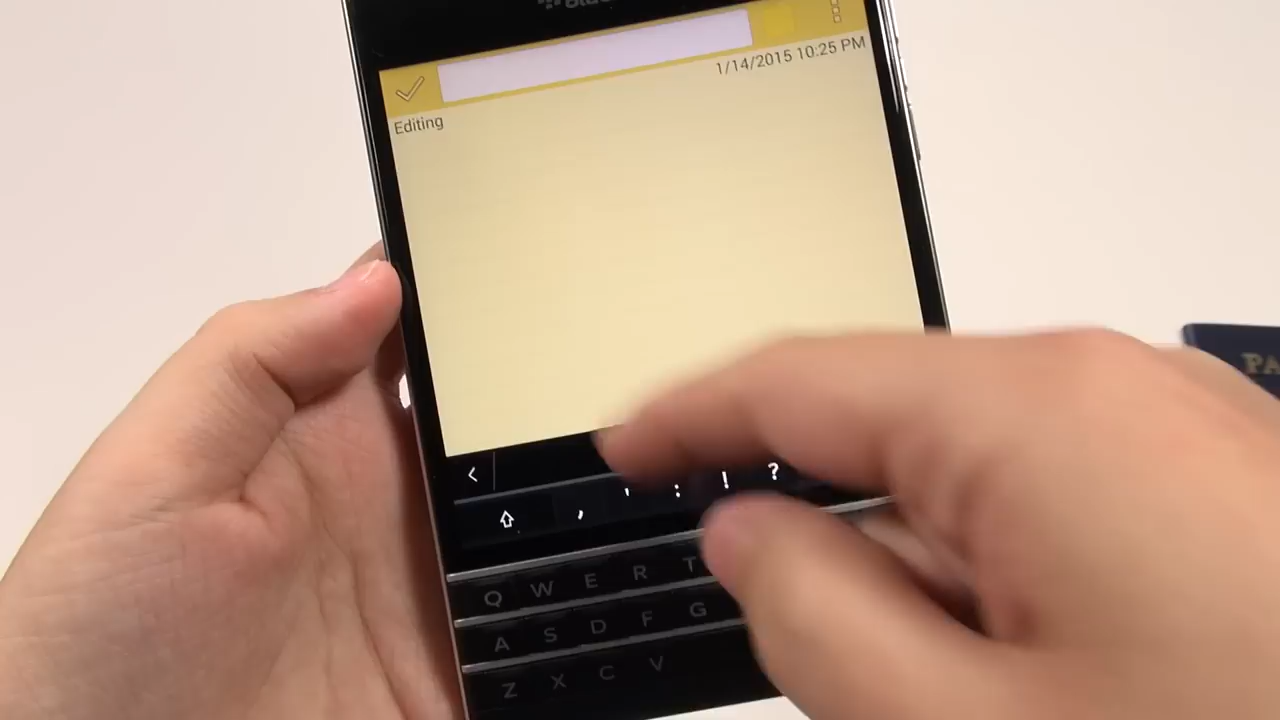 1/14/2015 10:25 PM
Editing
< 
, ' : ! ?
Q W E R T
A S D F G
Z X C V